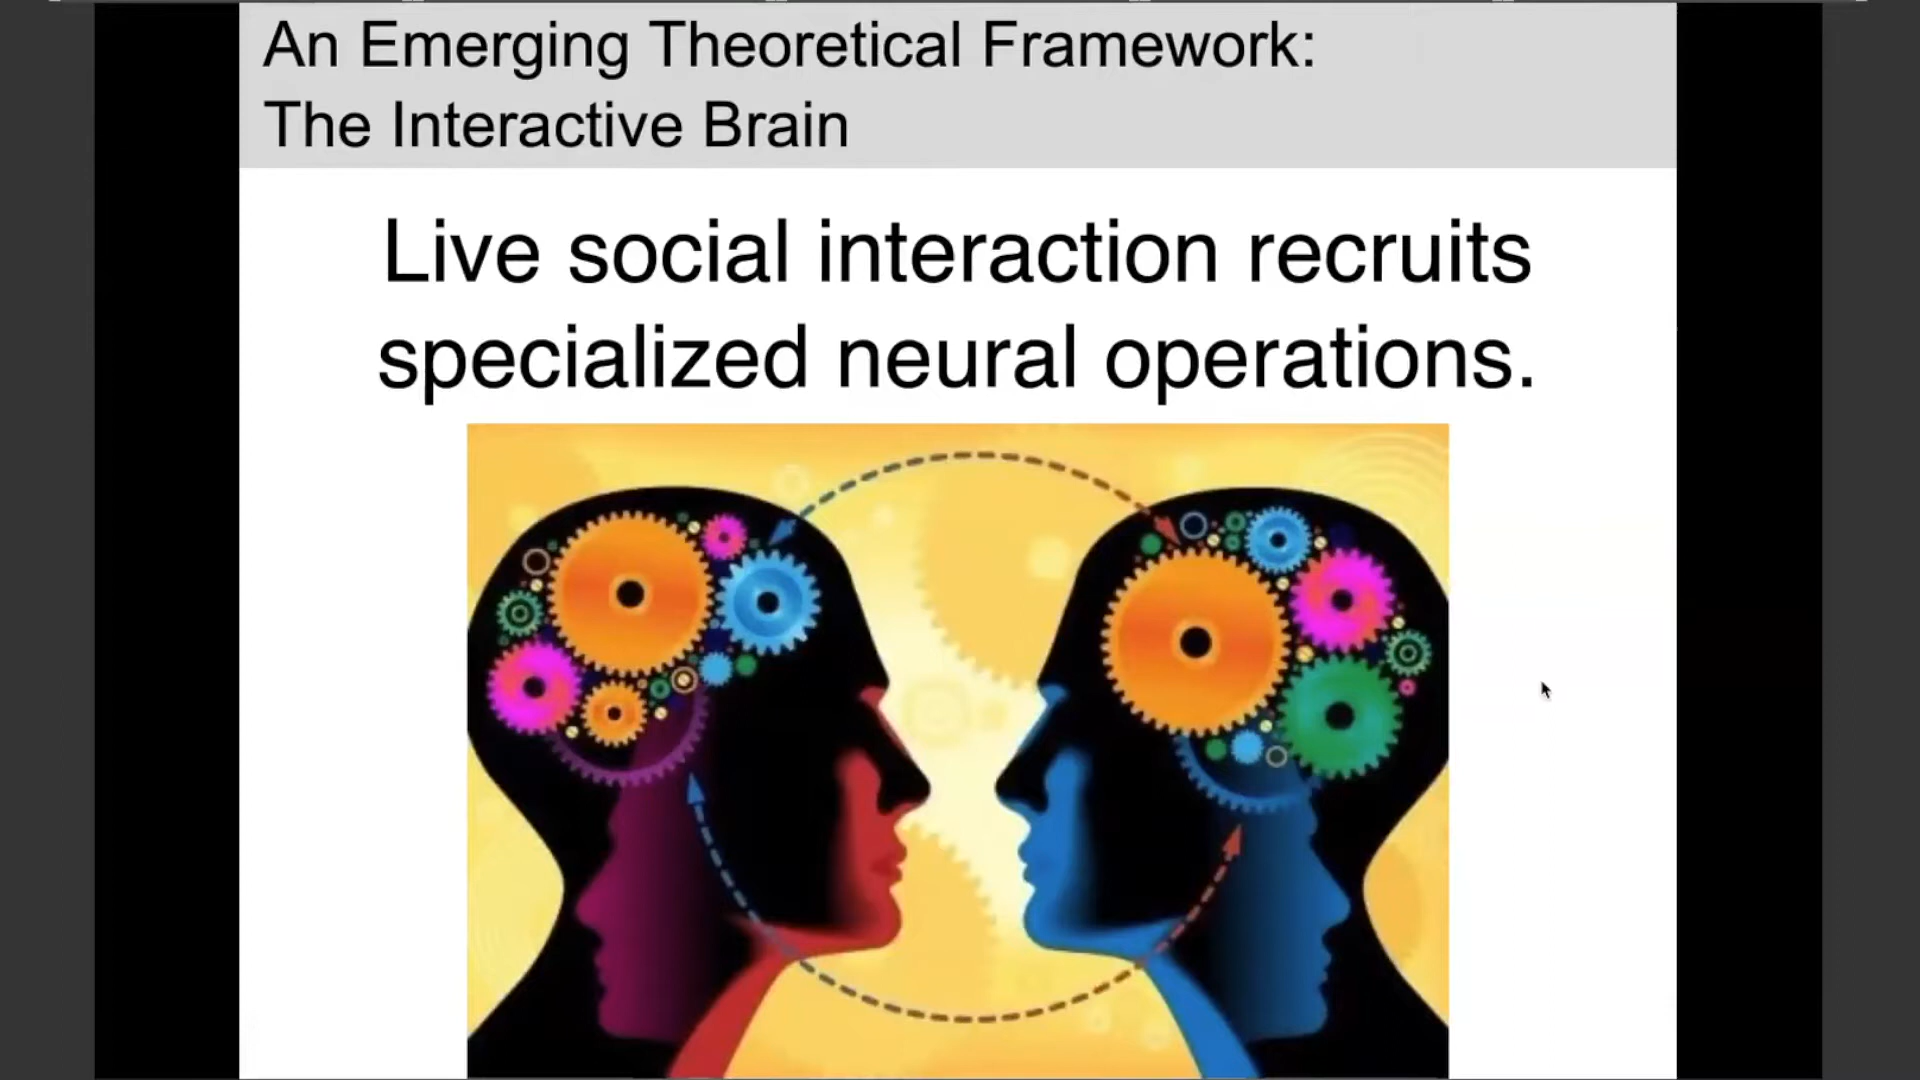 An Emerging Theoretical Framework:
The Interactive Brain
Live social interaction recruits
specialized neural operations.